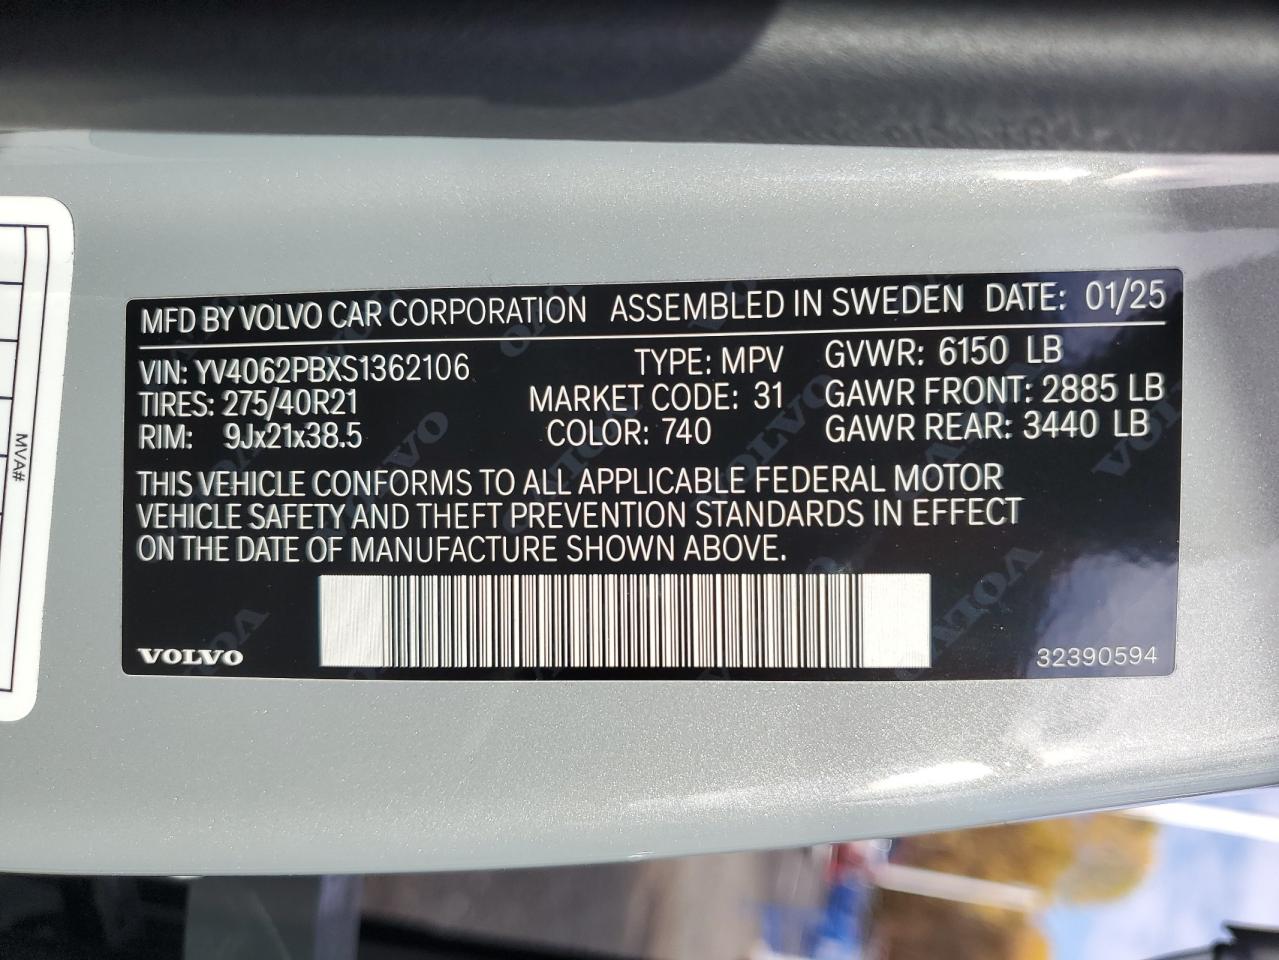 MFD BY VOLVO CAR CORPORATION ASSEMBLED IN SWEDEN DATE: 01/25
VIN: YV4062PBXS1362106 TYPE: MPV GVWR: 6150 LB
TIRES: 275/40R21 MARKET CODE: 31 GAWR FRONT: 2885 LB
RIM: 9Jx21x38.5 COLOR: 740 GAWR REAR: 3440 LB
THIS VEHICLE CONFORMS TO ALL APPLICABLE FEDERAL MOTOR
VEHICLE SAFETY AND THEFT PREVENTION STANDARDS IN EFFECT
ON THE DATE OF MANUFACTURE SHOWN ABOVE.
VOLVO 32390594
MVA#